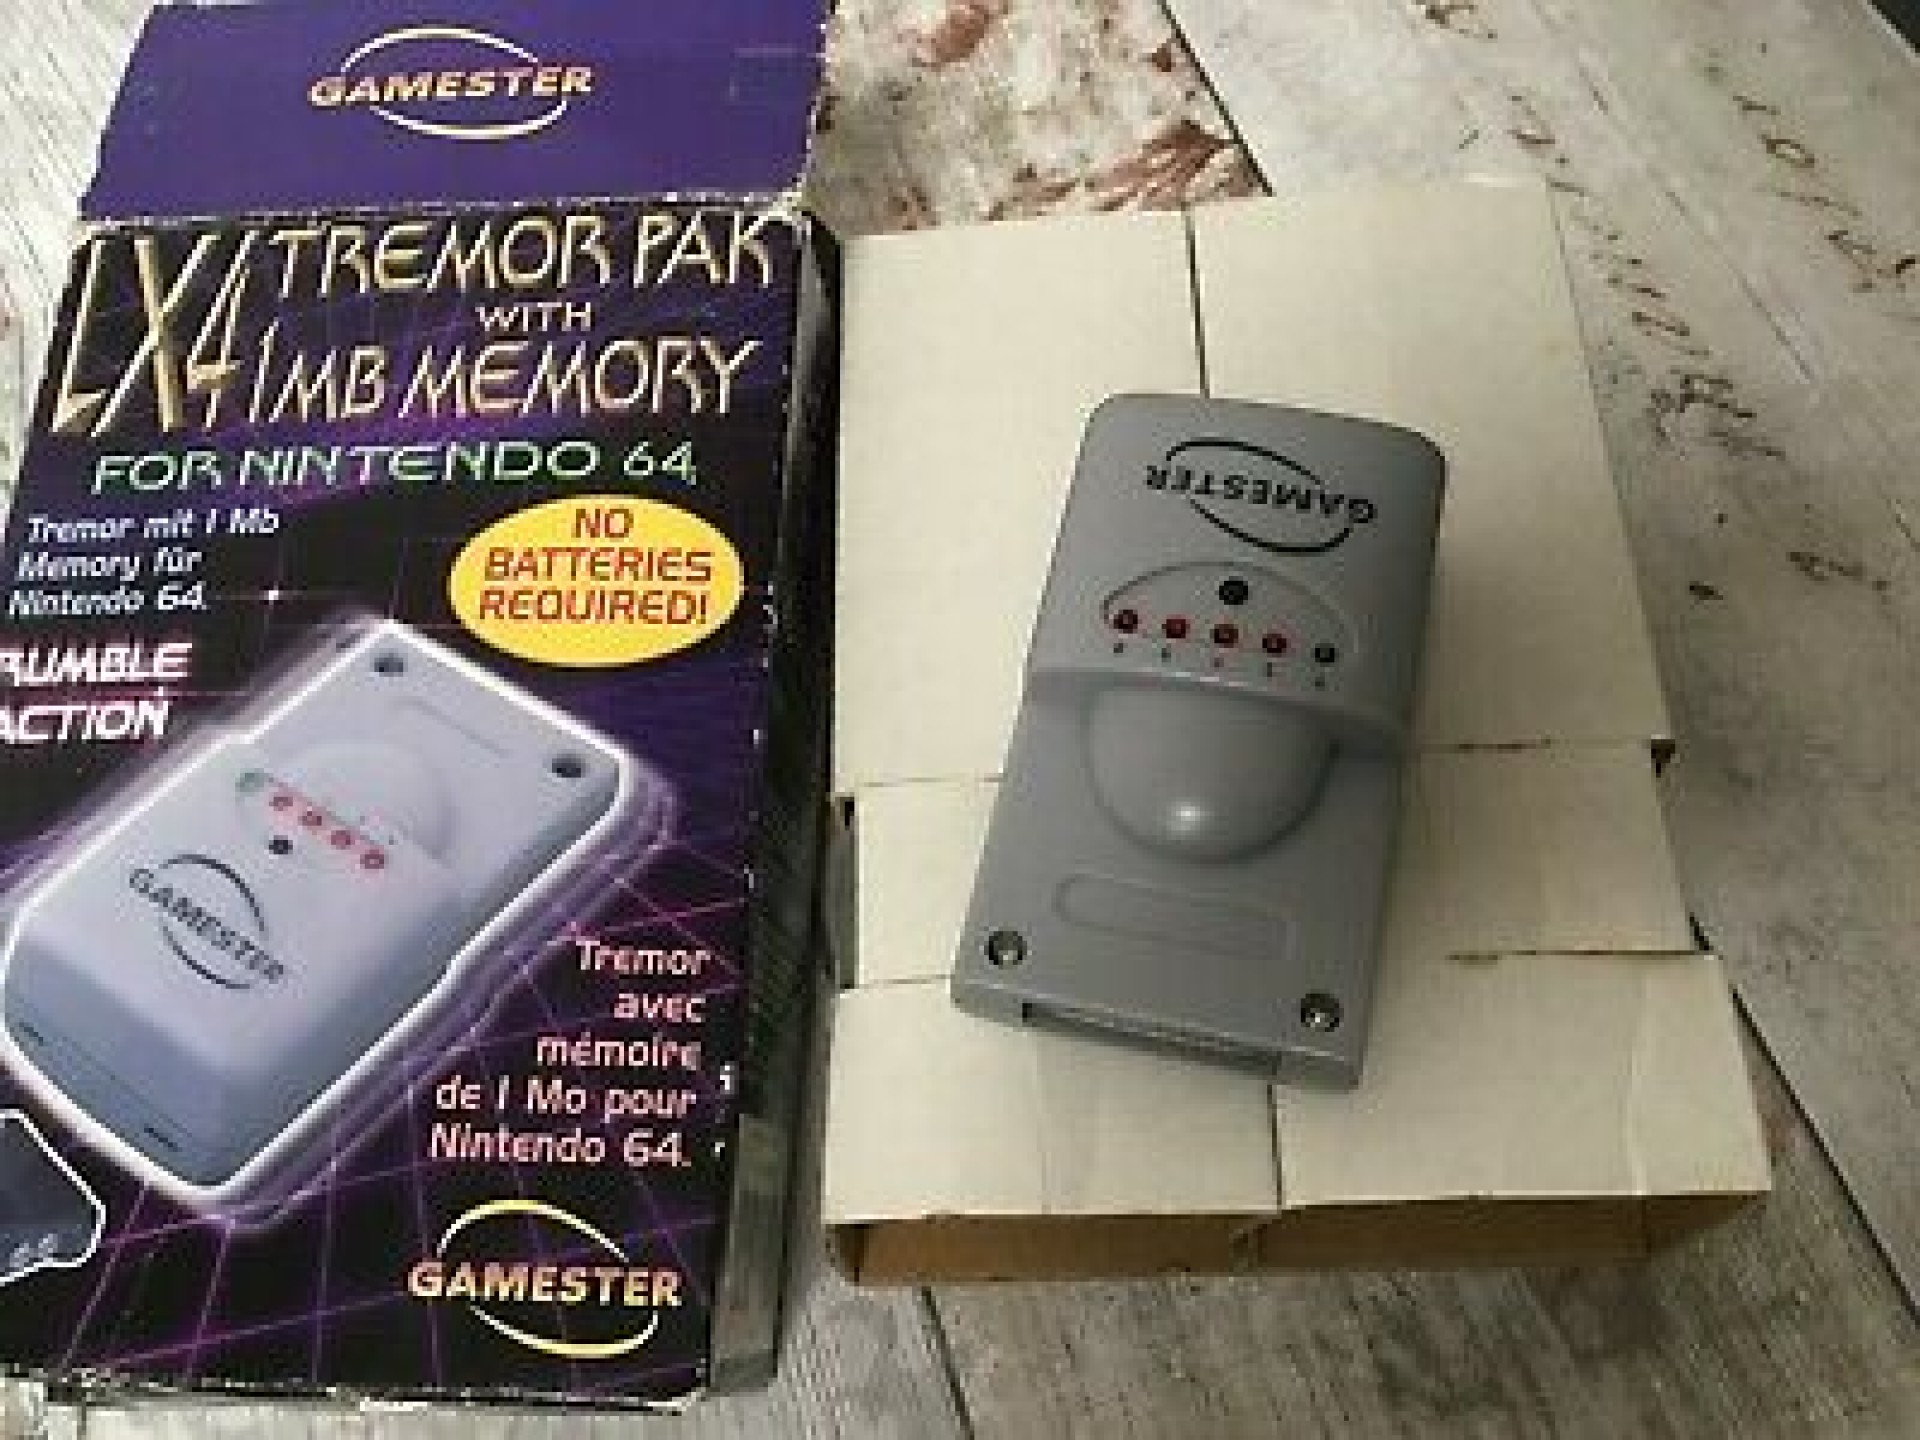 GAMESTER
LX4 TREMOR PAK
WITH
1MB MEMORY
FOR NINTENDO 64
Tremor mit 1 Mb
Memory für
Nintendo 64.
NO
BATTERIES
REQUIRED!
RUMBLE
ACTION
GAMESTER
Tremor
avec
mémoire
de 1 Mo pour
Nintendo 64.
GAMESTER
GAMESTER